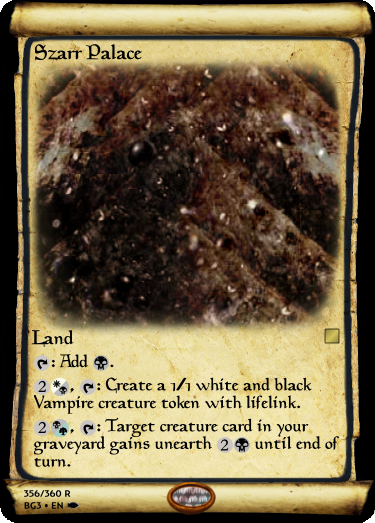 Szarr Palace
Land
: Add .
2 , : Create a 1/1 white and black
Vampire creature token with lifelink.
2 , : Target creature card in your
graveyard gains unearth 2 until end of
turn.
356/360 R
BG3 • EN